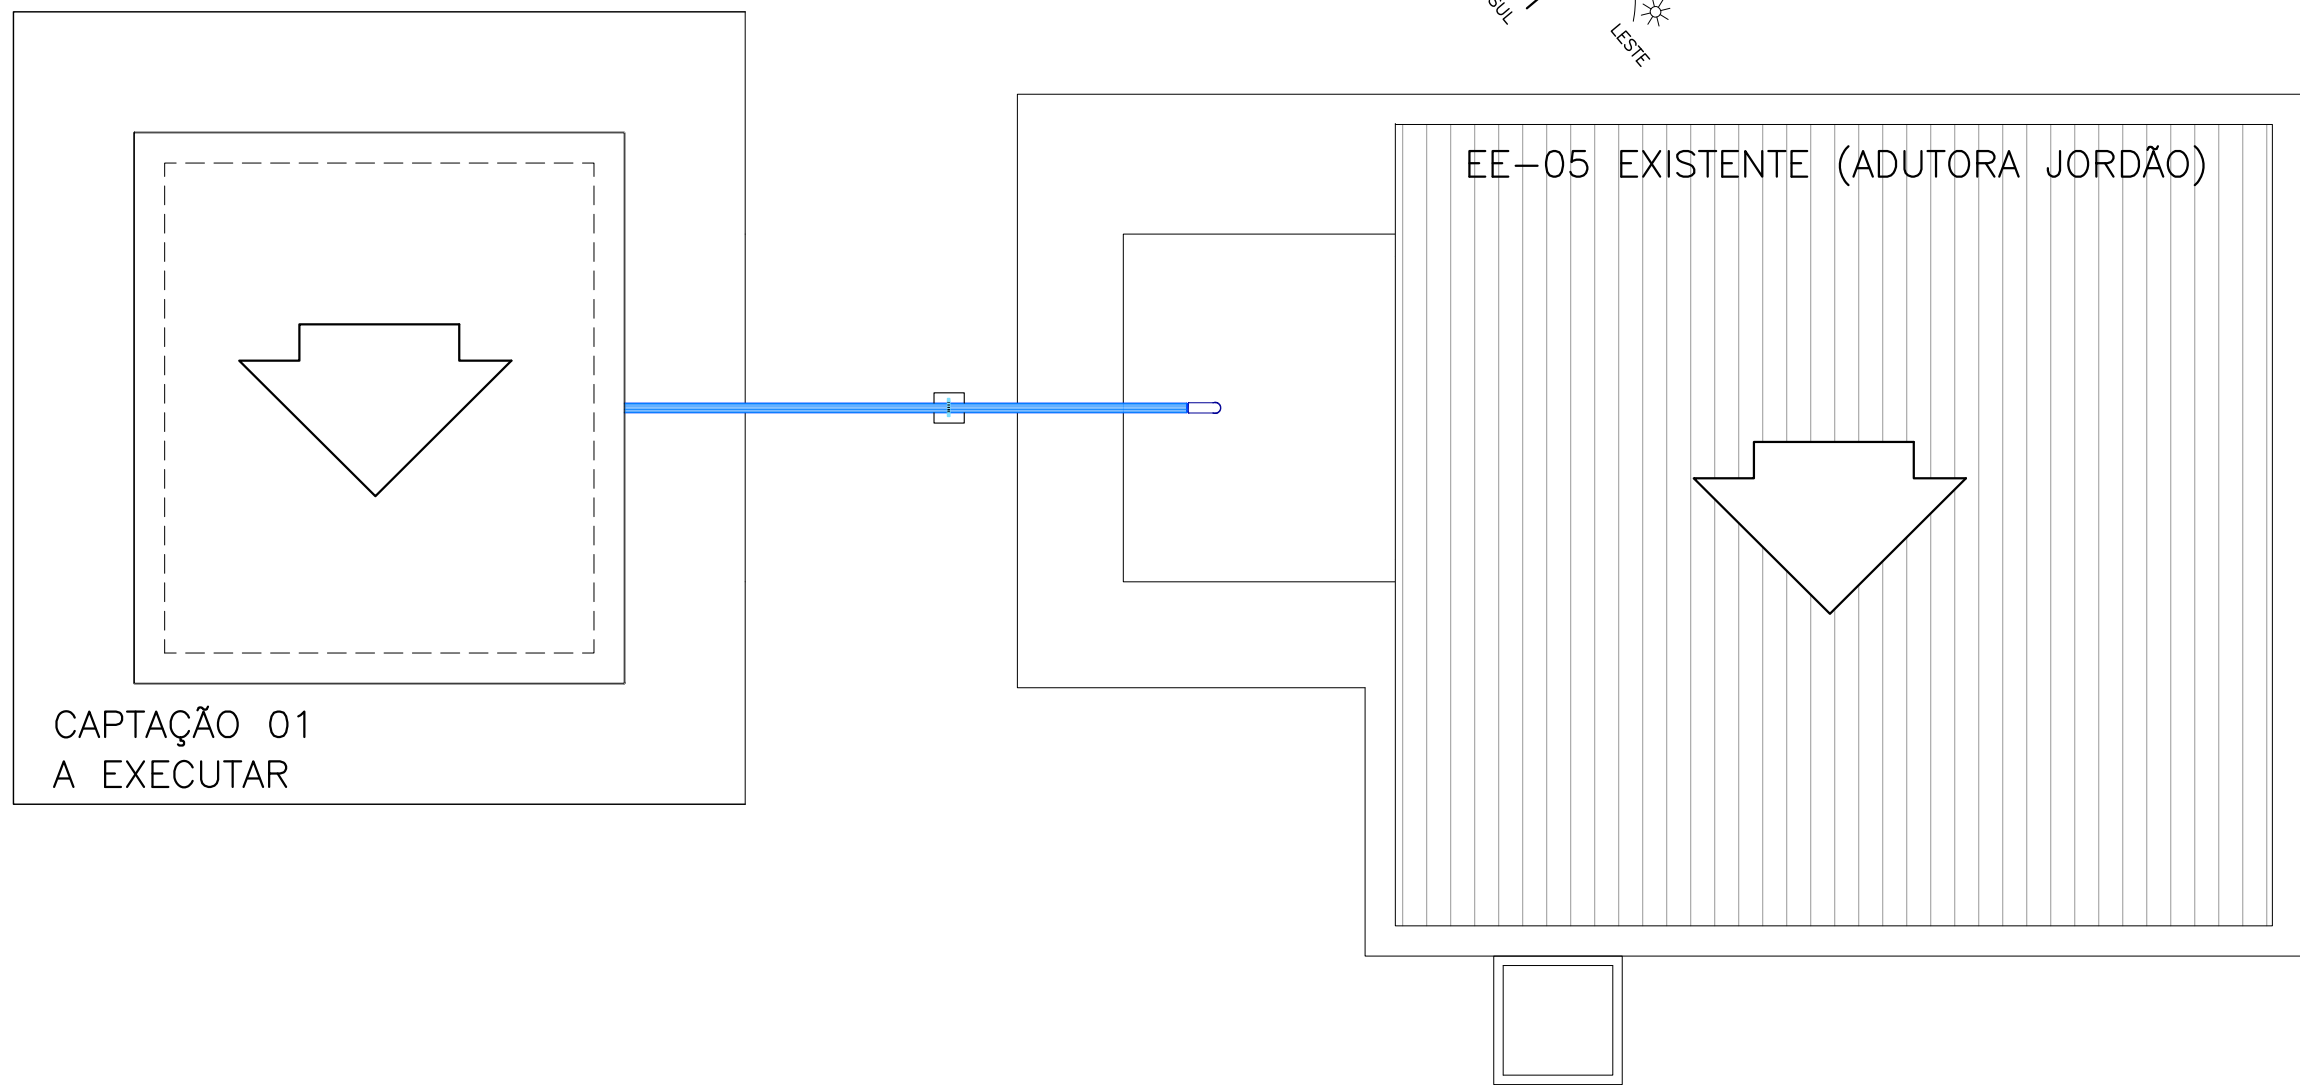 SUL
LESTE
EE-05 EXISTENTE (ADUTORA JORDÃO)
CAPTAÇÃO 01
A EXECUTAR